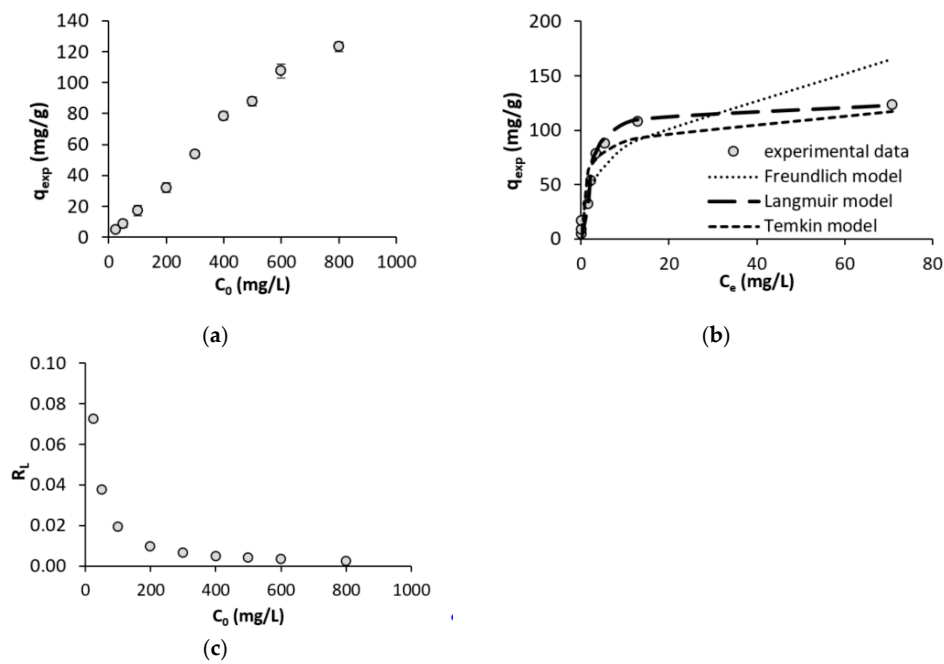 140
120
100
80
60
40
20
0
q_exp (mg/g)
0 200 400 600 800 1000
C_0 (mg/L)
(a)
200
150
100
50
0
q_exp (mg/g)
experimental data
Freundlich model
Langmuir model
Temkin model
0 20 40 60 80
C_e (mg/L)
(b)
0.10
0.08
0.06
0.04
0.02
0.00
R_L
0 200 400 600 800 1000
C_0 (mg/L)
(c)